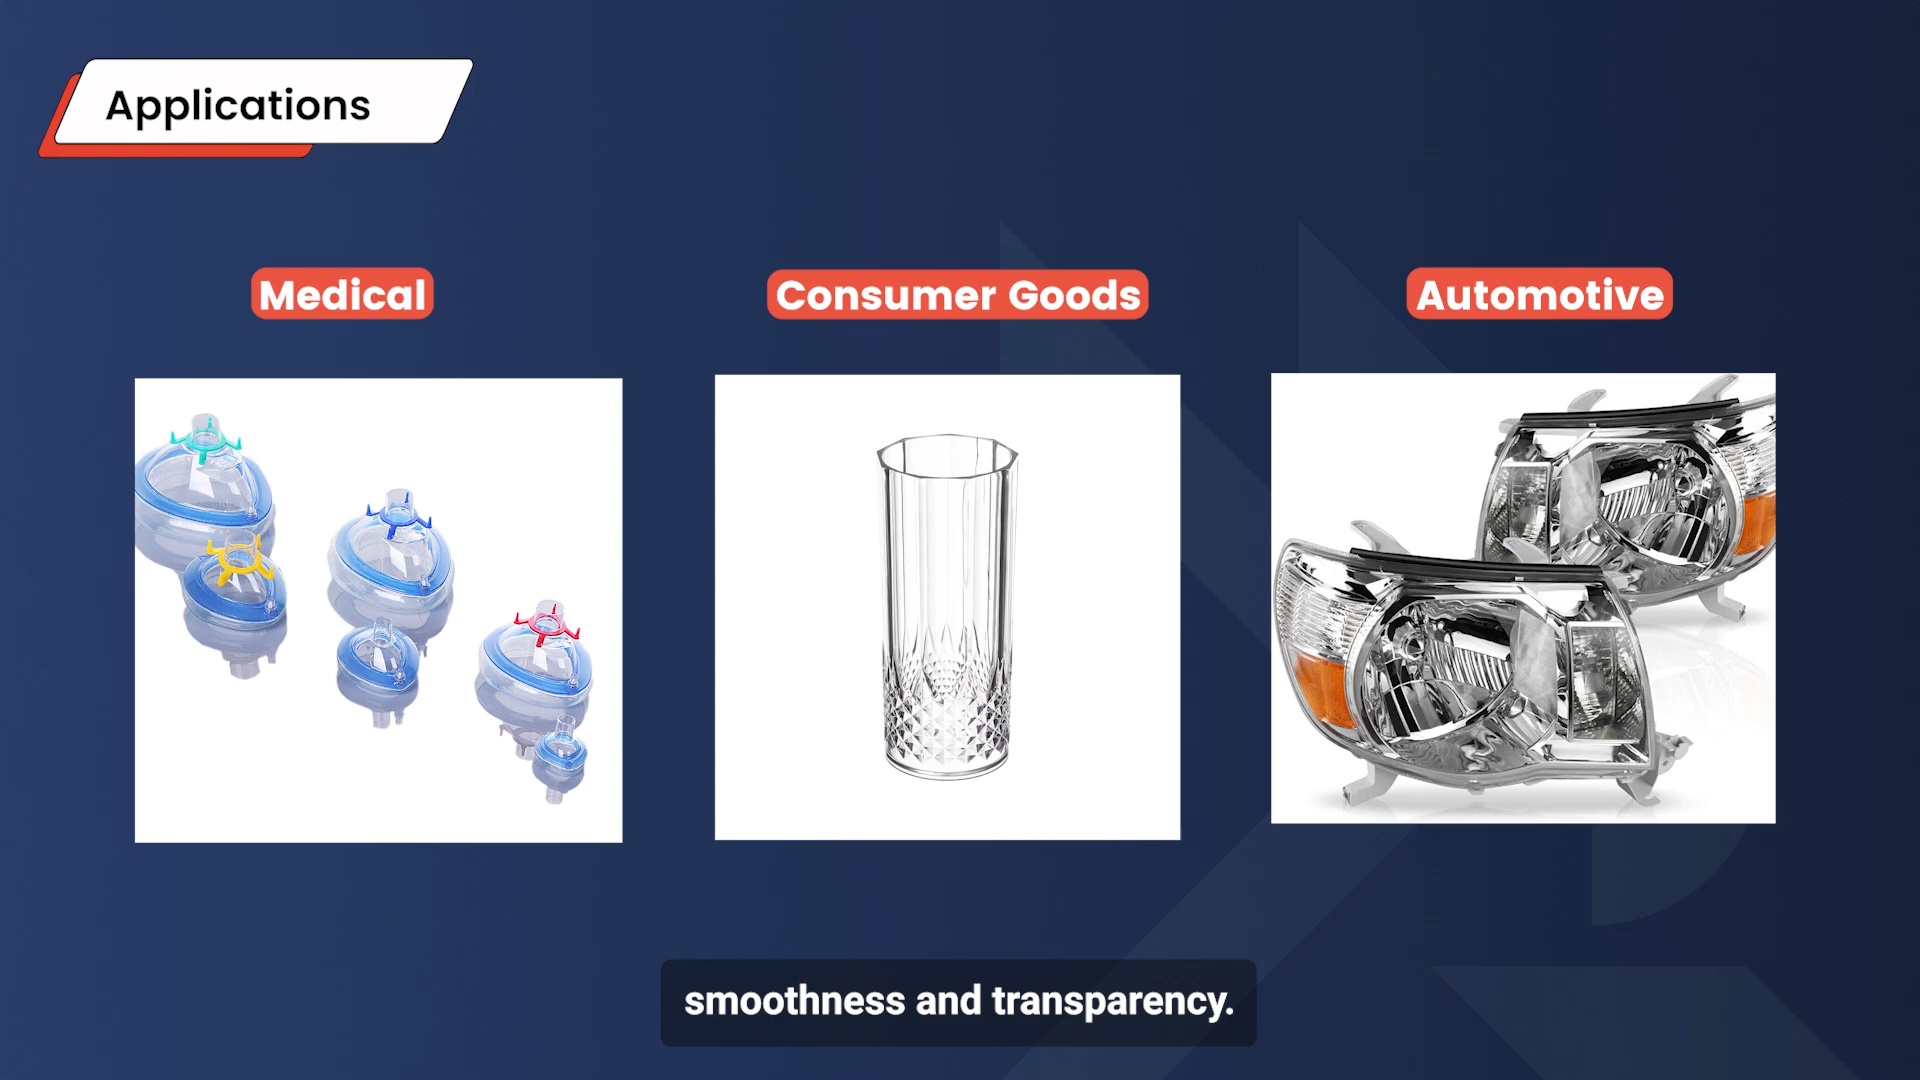 Applications
Medical
Consumer Goods
Automotive
smoothness and transparency.